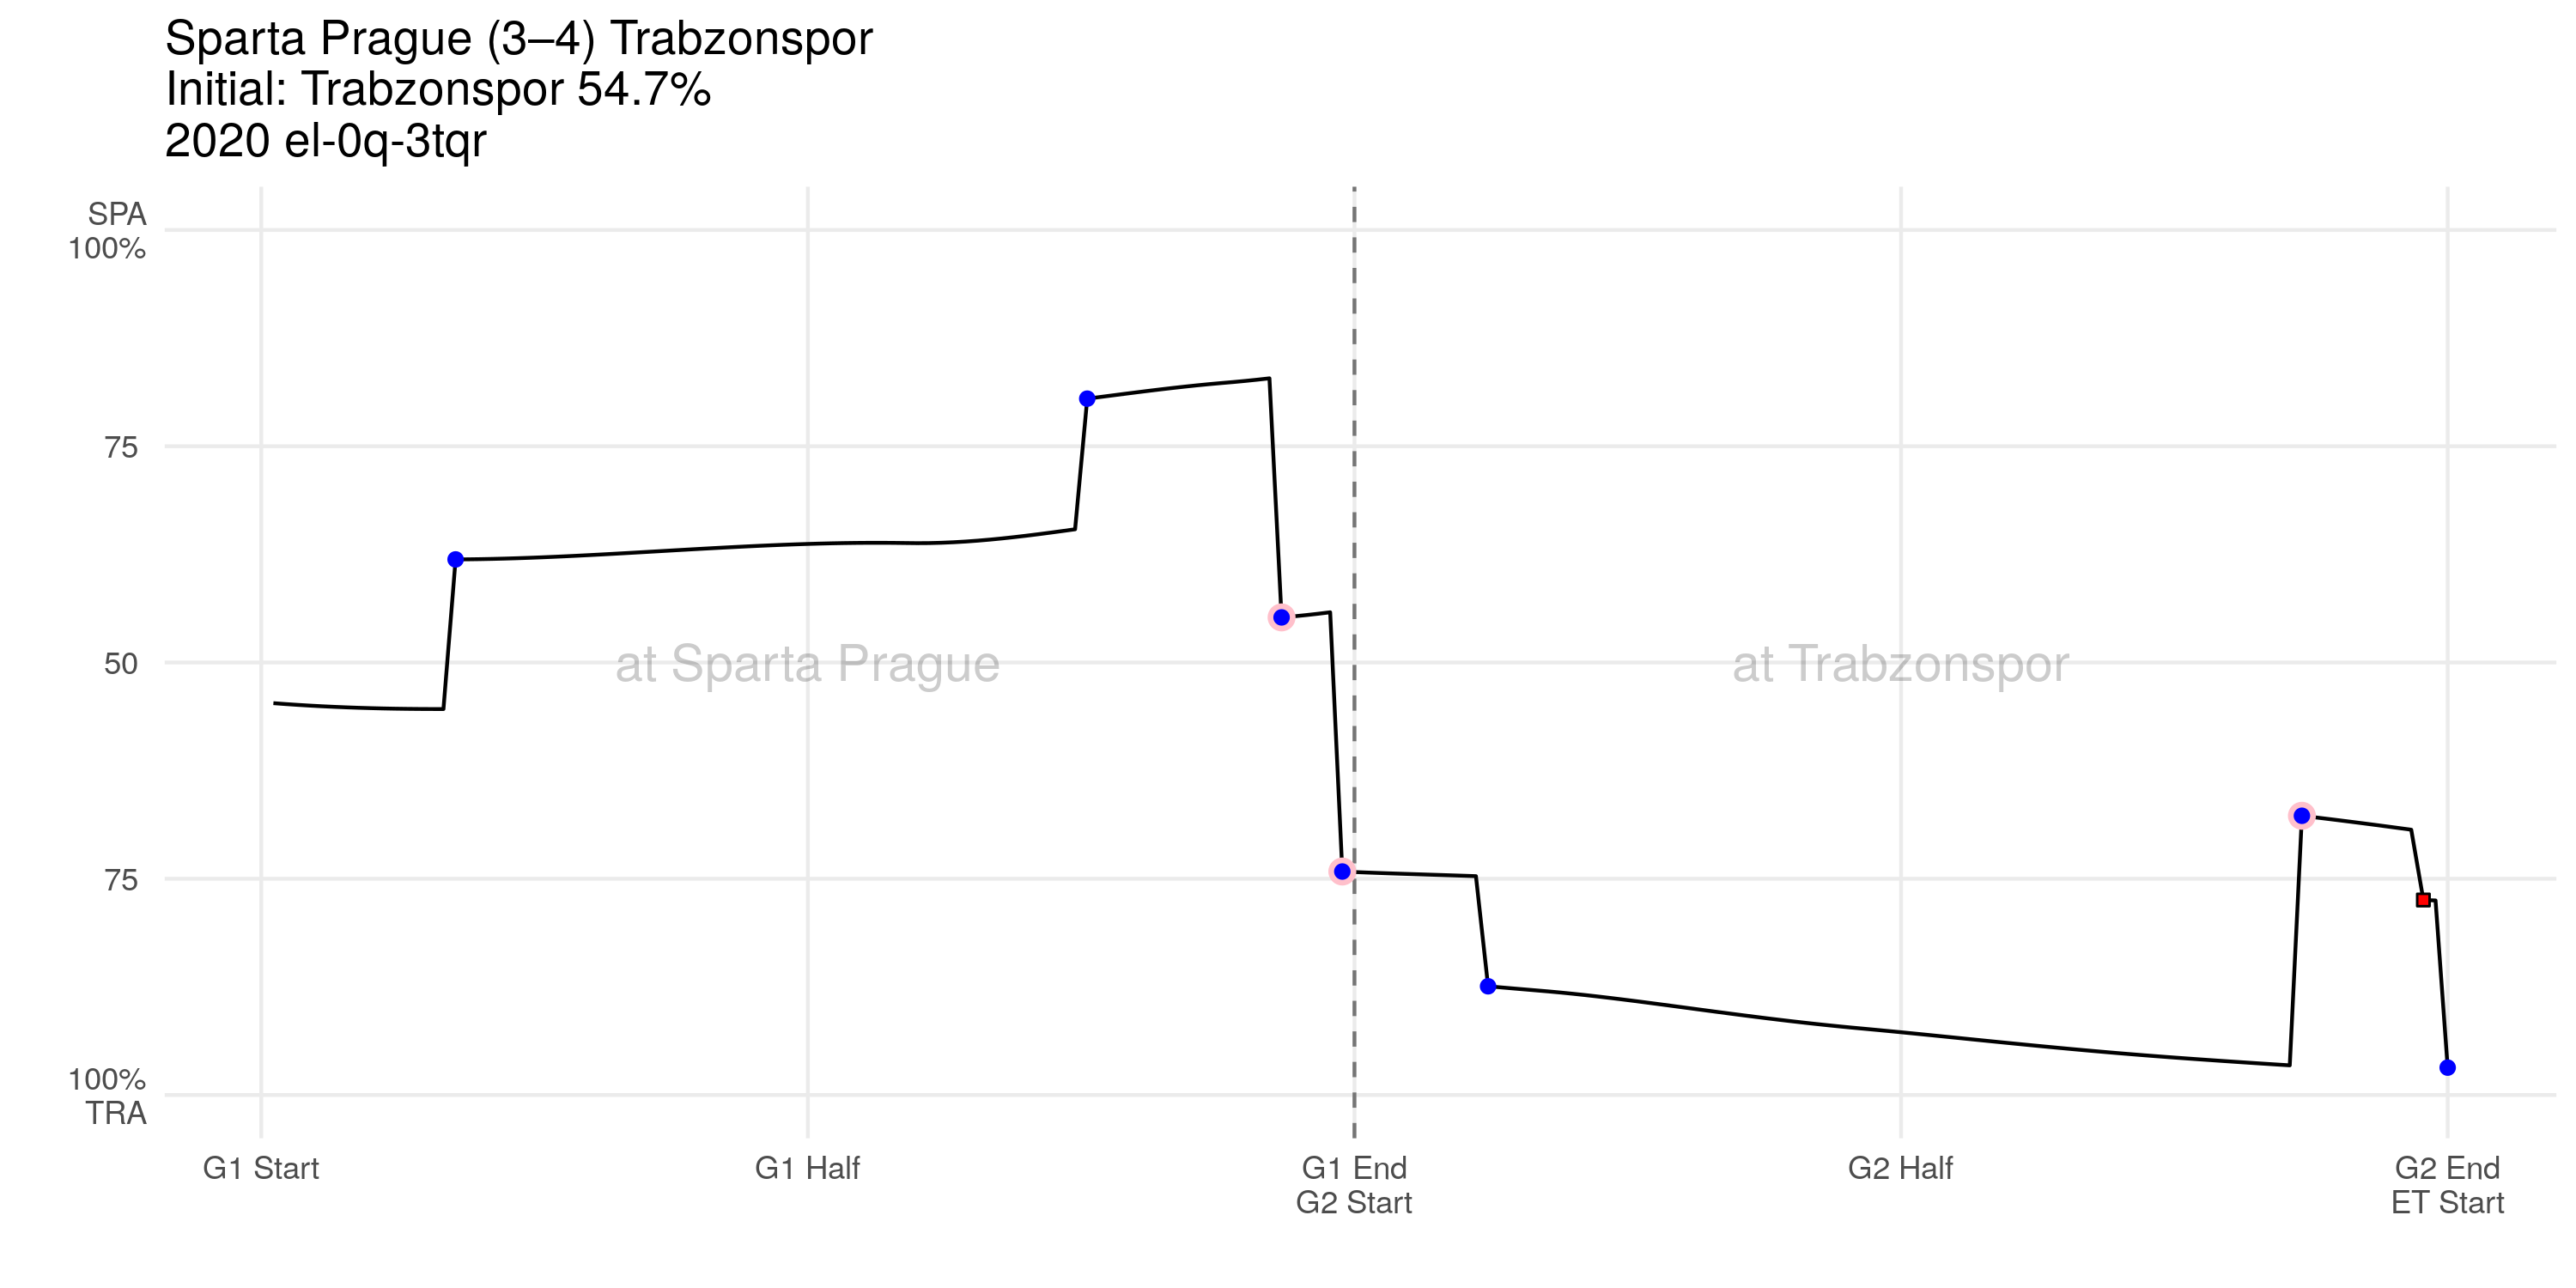 Sparta Prague (3–4) Trabzonspor
Initial: Trabzonspor 54.7%
2020 el-0q-3tqr
SPA
100%
75
50
75
100%
TRA
at Sparta Prague
at Trabzonspor
G1 Start
G1 Half
G1 End
G2 Start
G2 Half
G2 End
ET Start